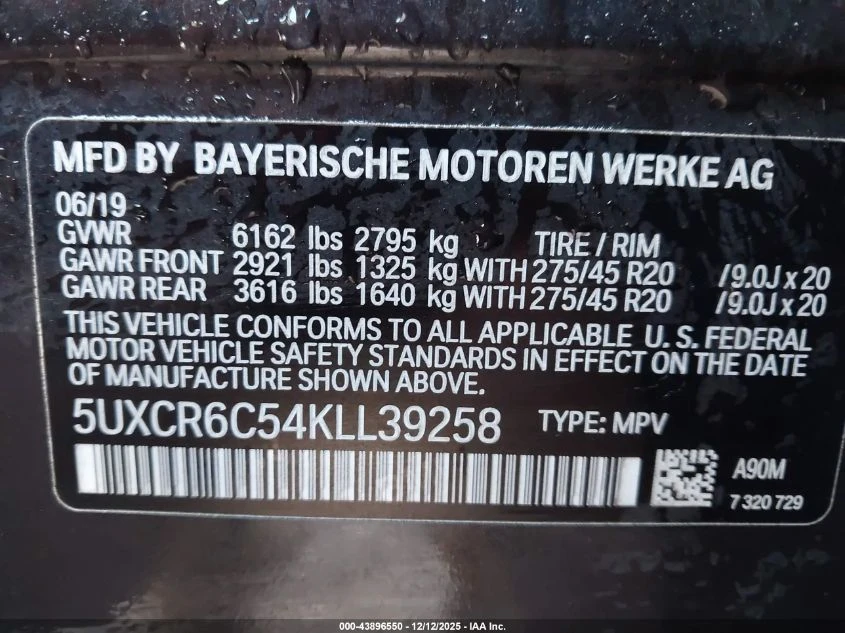 MFD BY BAYERISCHE MOTOREN WERKE AG
06/19
GVWR 6162 lbs 2795 kg TIRE / RIM
GAWR FRONT 2921 lbs 1325 kg WITH 275/45 R20 /9.0J x 20
GAWR REAR 3616 lbs 1640 kg WITH 275/45 R20 /9.0J x 20
THIS VEHICLE CONFORMS TO ALL APPLICABLE U. S. FEDERAL
MOTOR VEHICLE SAFETY STANDARDS IN EFFECT ON THE DATE
OF MANUFACTURE SHOWN ABOVE.
5UXCR6C54KLL39258 TYPE: MPV
A90M
7 320 729
000-43896550 - 12/12/2025 - IAA Inc.